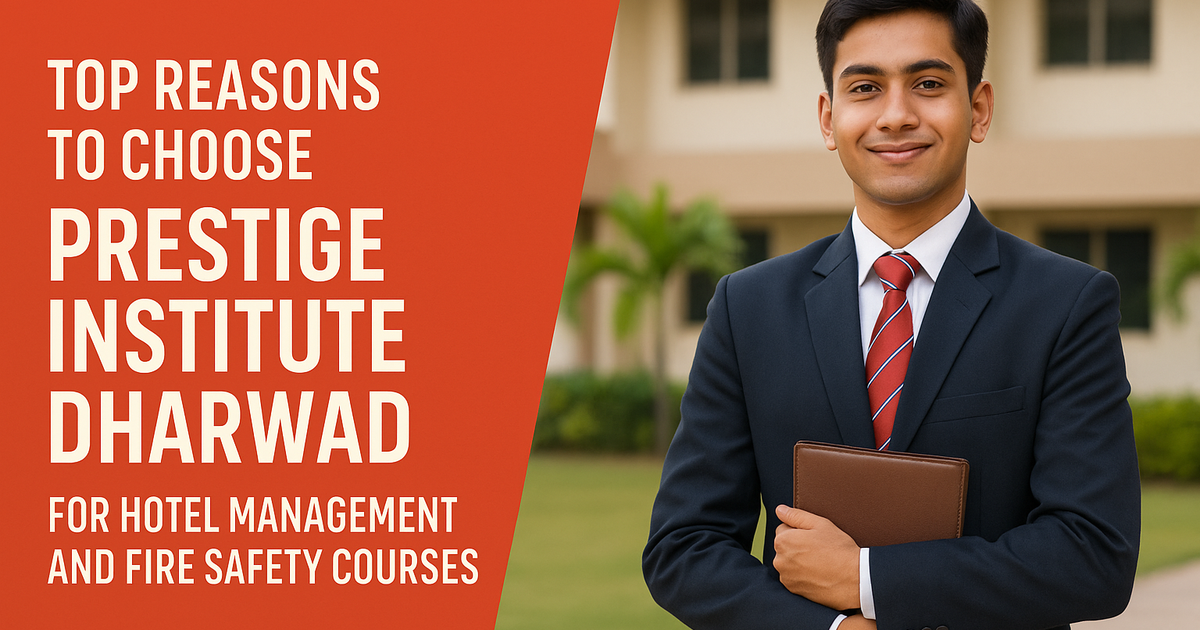 TOP REASONS
TO CHOOSE
PRESTIGE
INSTITUTE
DHARWAD
FOR HOTEL MANAGEMENT
AND FIRE SAFETY COURSES